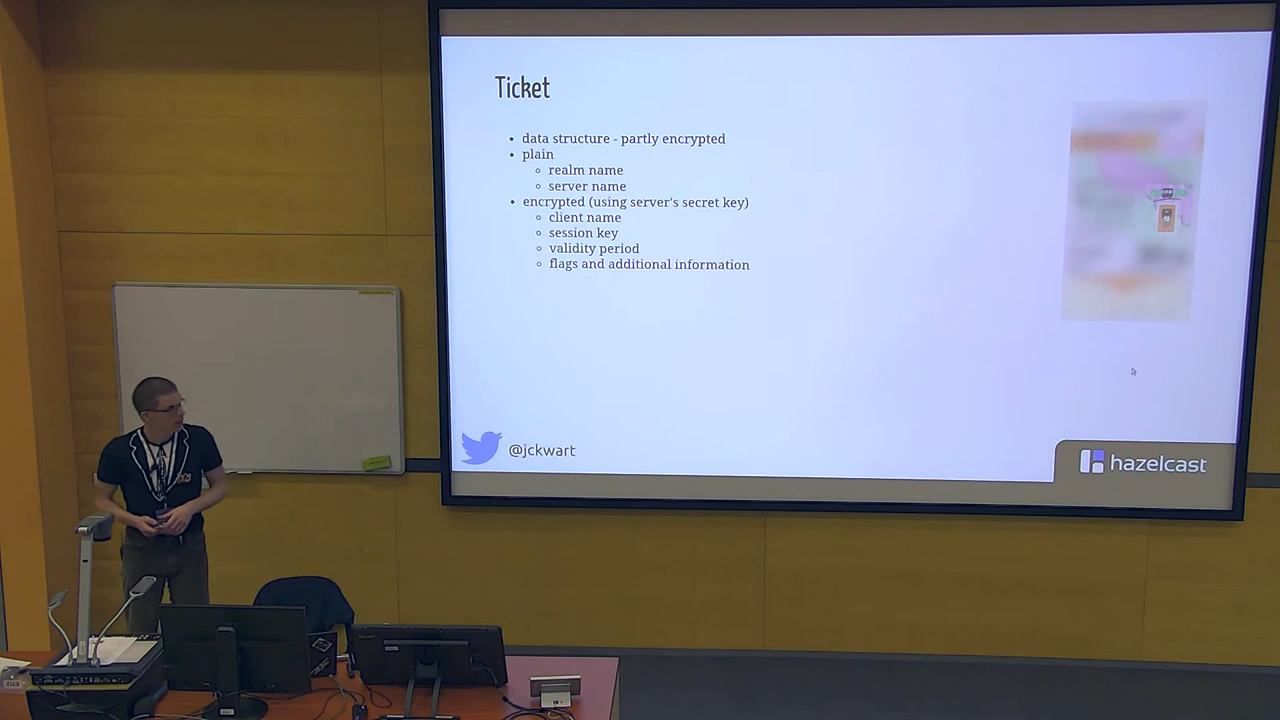 Ticket
• data structure - partly encrypted
• plain
◦ realm name
◦ server name
• encrypted (using server's secret key)
◦ client name
◦ session key
◦ validity period
◦ flags and additional information
@jckwart
hazelcast